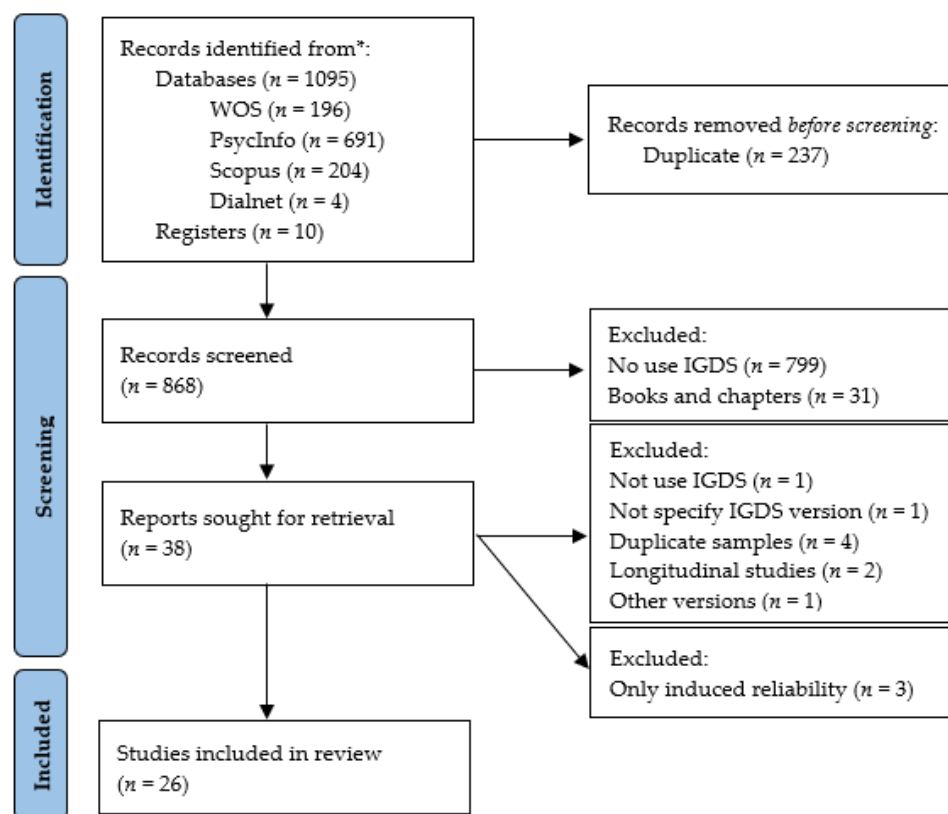 Identification
Records identified from*:
Databases (n = 1095)
WOS (n = 196)
PsycInfo (n = 691)
Scopus (n = 204)
Dialnet (n = 4)
Registers (n = 10)
Records removed before screening:
Duplicate (n = 237)
Screening
Records screened
(n = 868)
Excluded:
No use IGDS (n = 799)
Books and chapters (n = 31)
Reports sought for retrieval
(n = 38)
Excluded:
Not use IGDS (n = 1)
Not specify IGDS version (n = 1)
Duplicate samples (n = 4)
Longitudinal studies (n = 2)
Other versions (n = 1)
Excluded:
Only induced reliability (n = 3)
Included
Studies included in review
(n = 26)